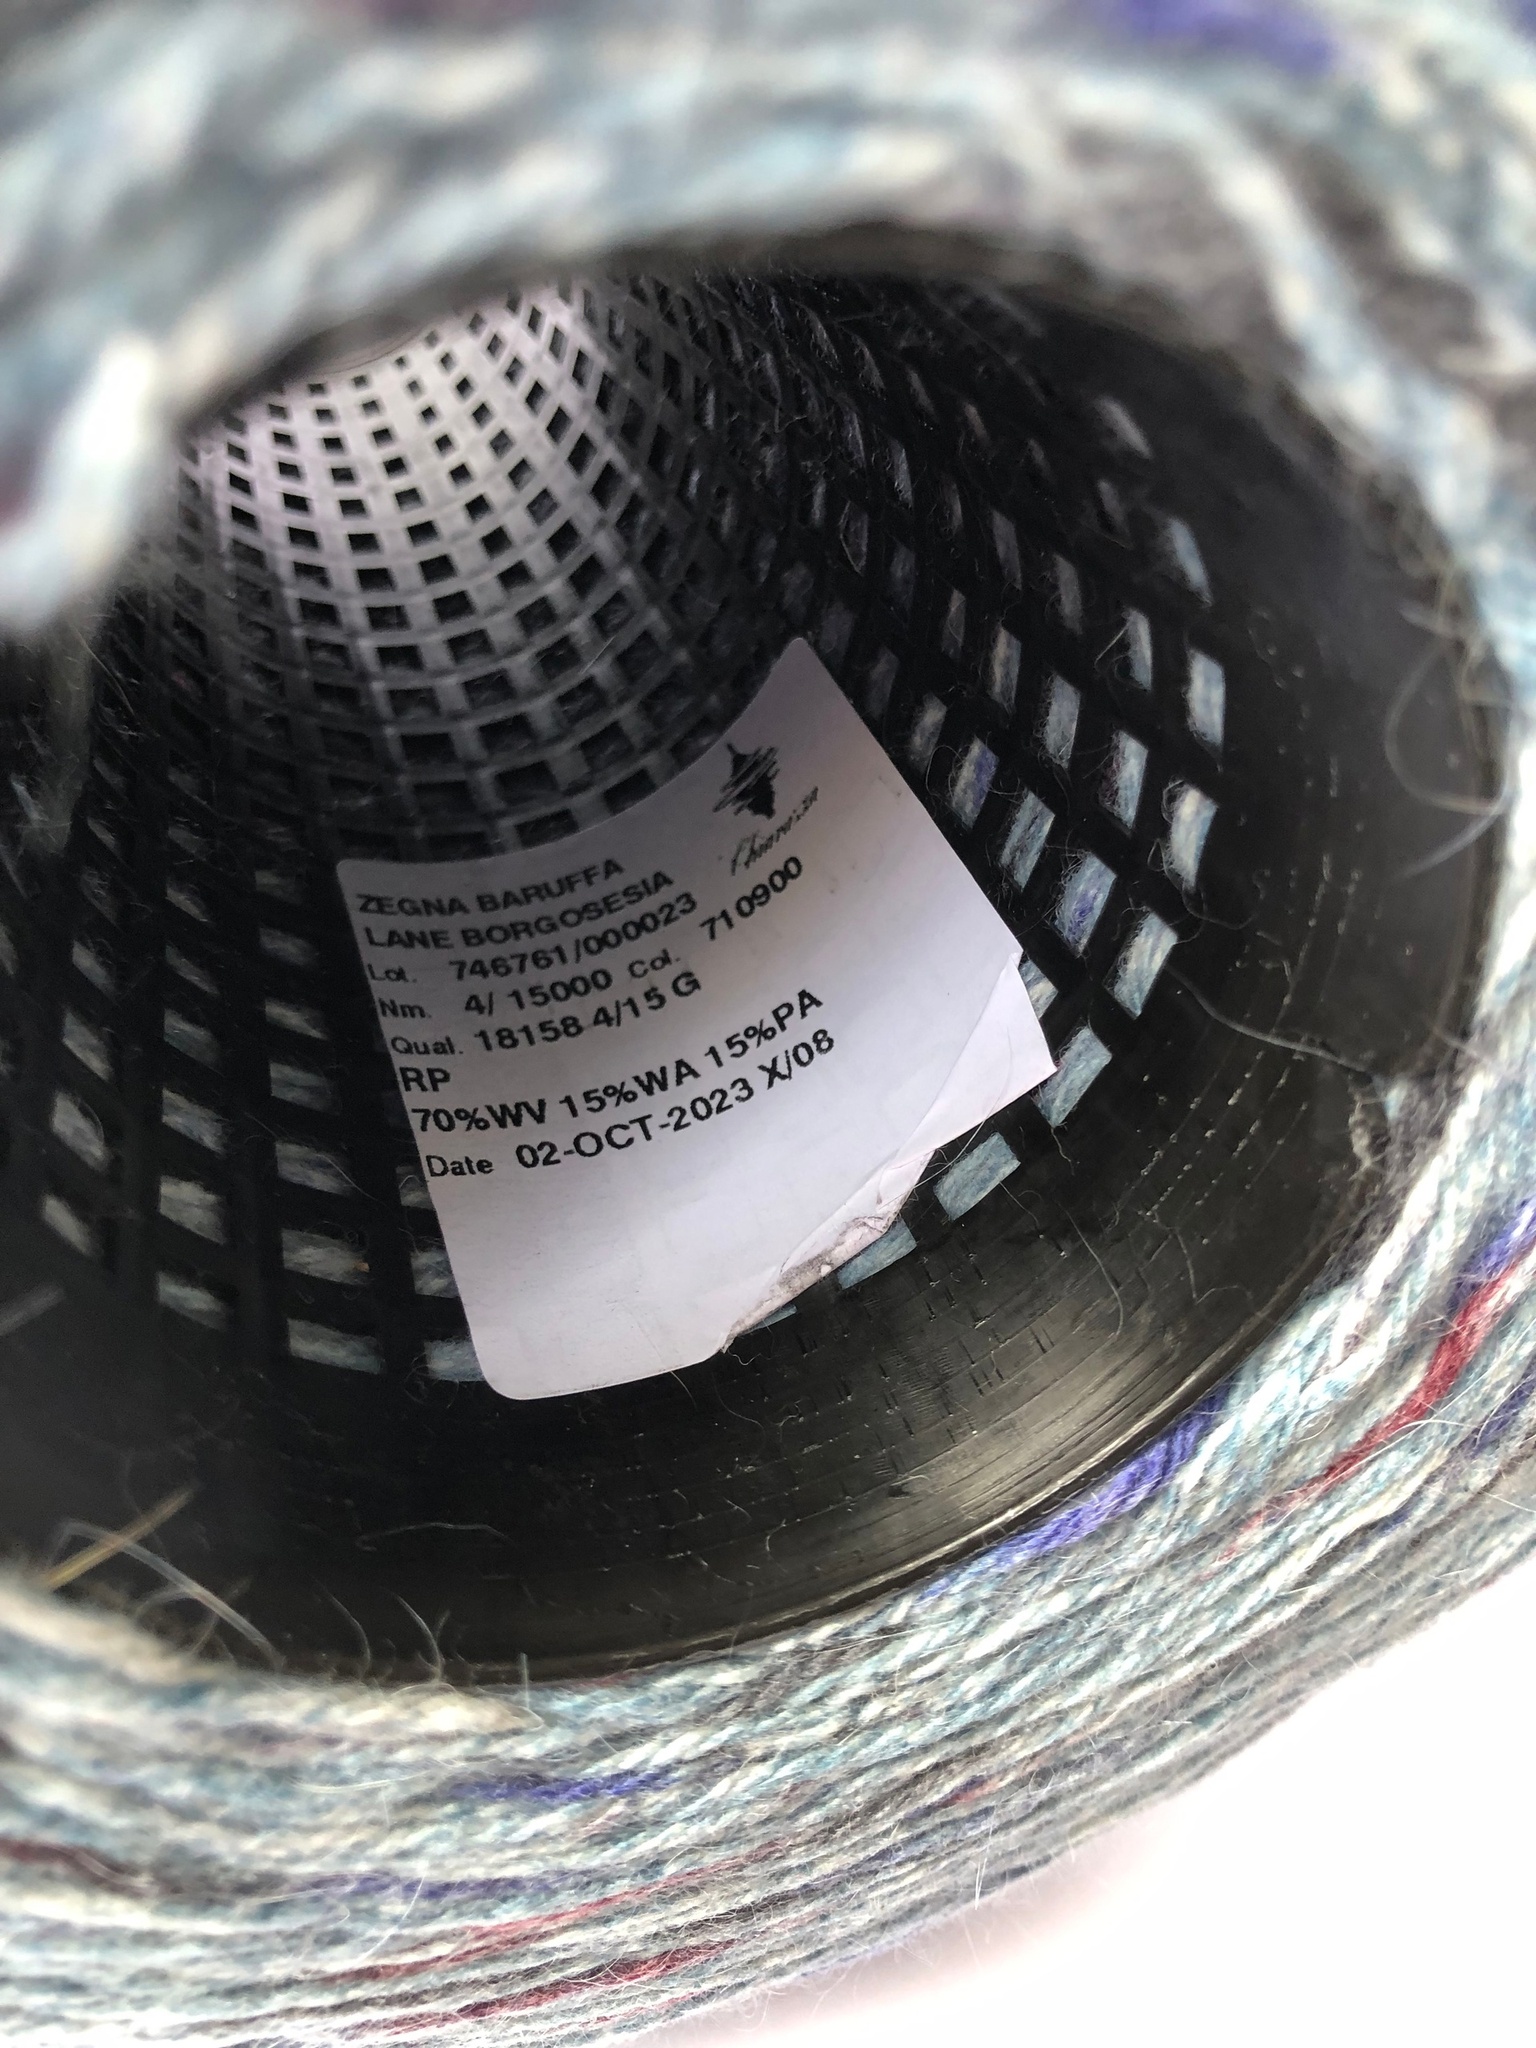 Chiavazza
ZEGNA BARUFFA
LANE BORGOSESIA
Lot. 746761/000023
Nm. 4/ 15000 Col. 710900
Qual. 18158 4/15 G
RP
70%WV 15%WA 15%PA
Date 02-OCT-2023 X/08